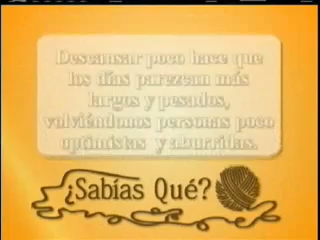 Descansar poco hace que
los días parezcan más
largos y pesados,
volviéndonos personas poco
optimistas y aburridas.
¿Sabías Qué?